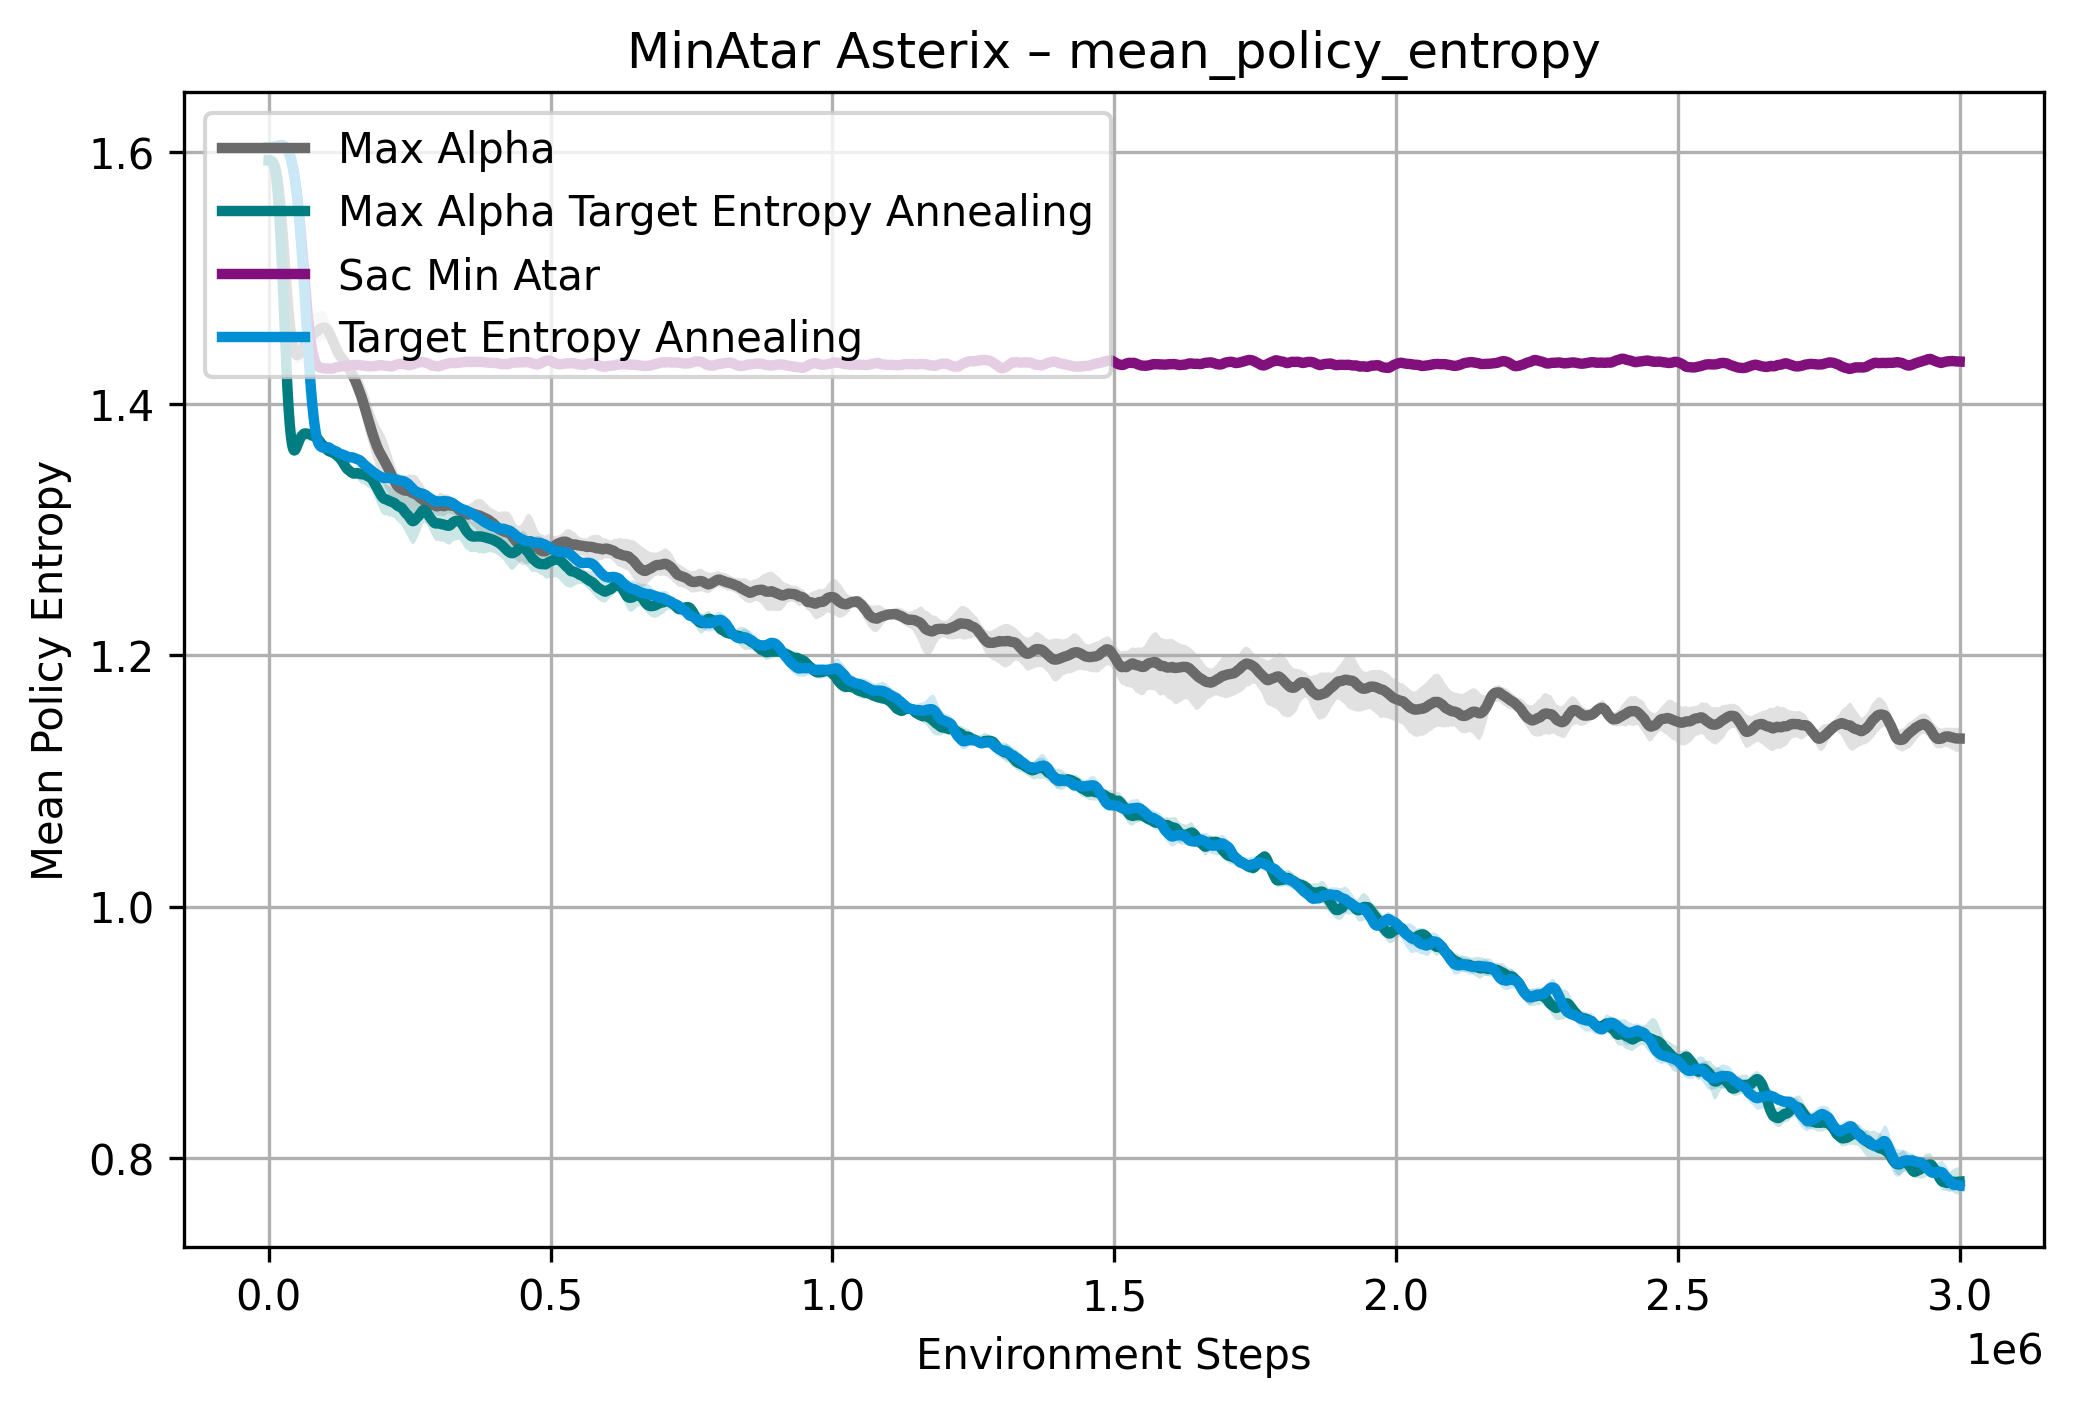 MinAtar Asterix – mean_policy_entropy
Max Alpha
Max Alpha Target Entropy Annealing
Sac Min Atar
Target Entropy Annealing
Mean Policy Entropy
1.6
1.4
1.2
1.0
0.8
0.0 0.5 1.0 1.5 2.0 2.5 3.0
1e6
Environment Steps